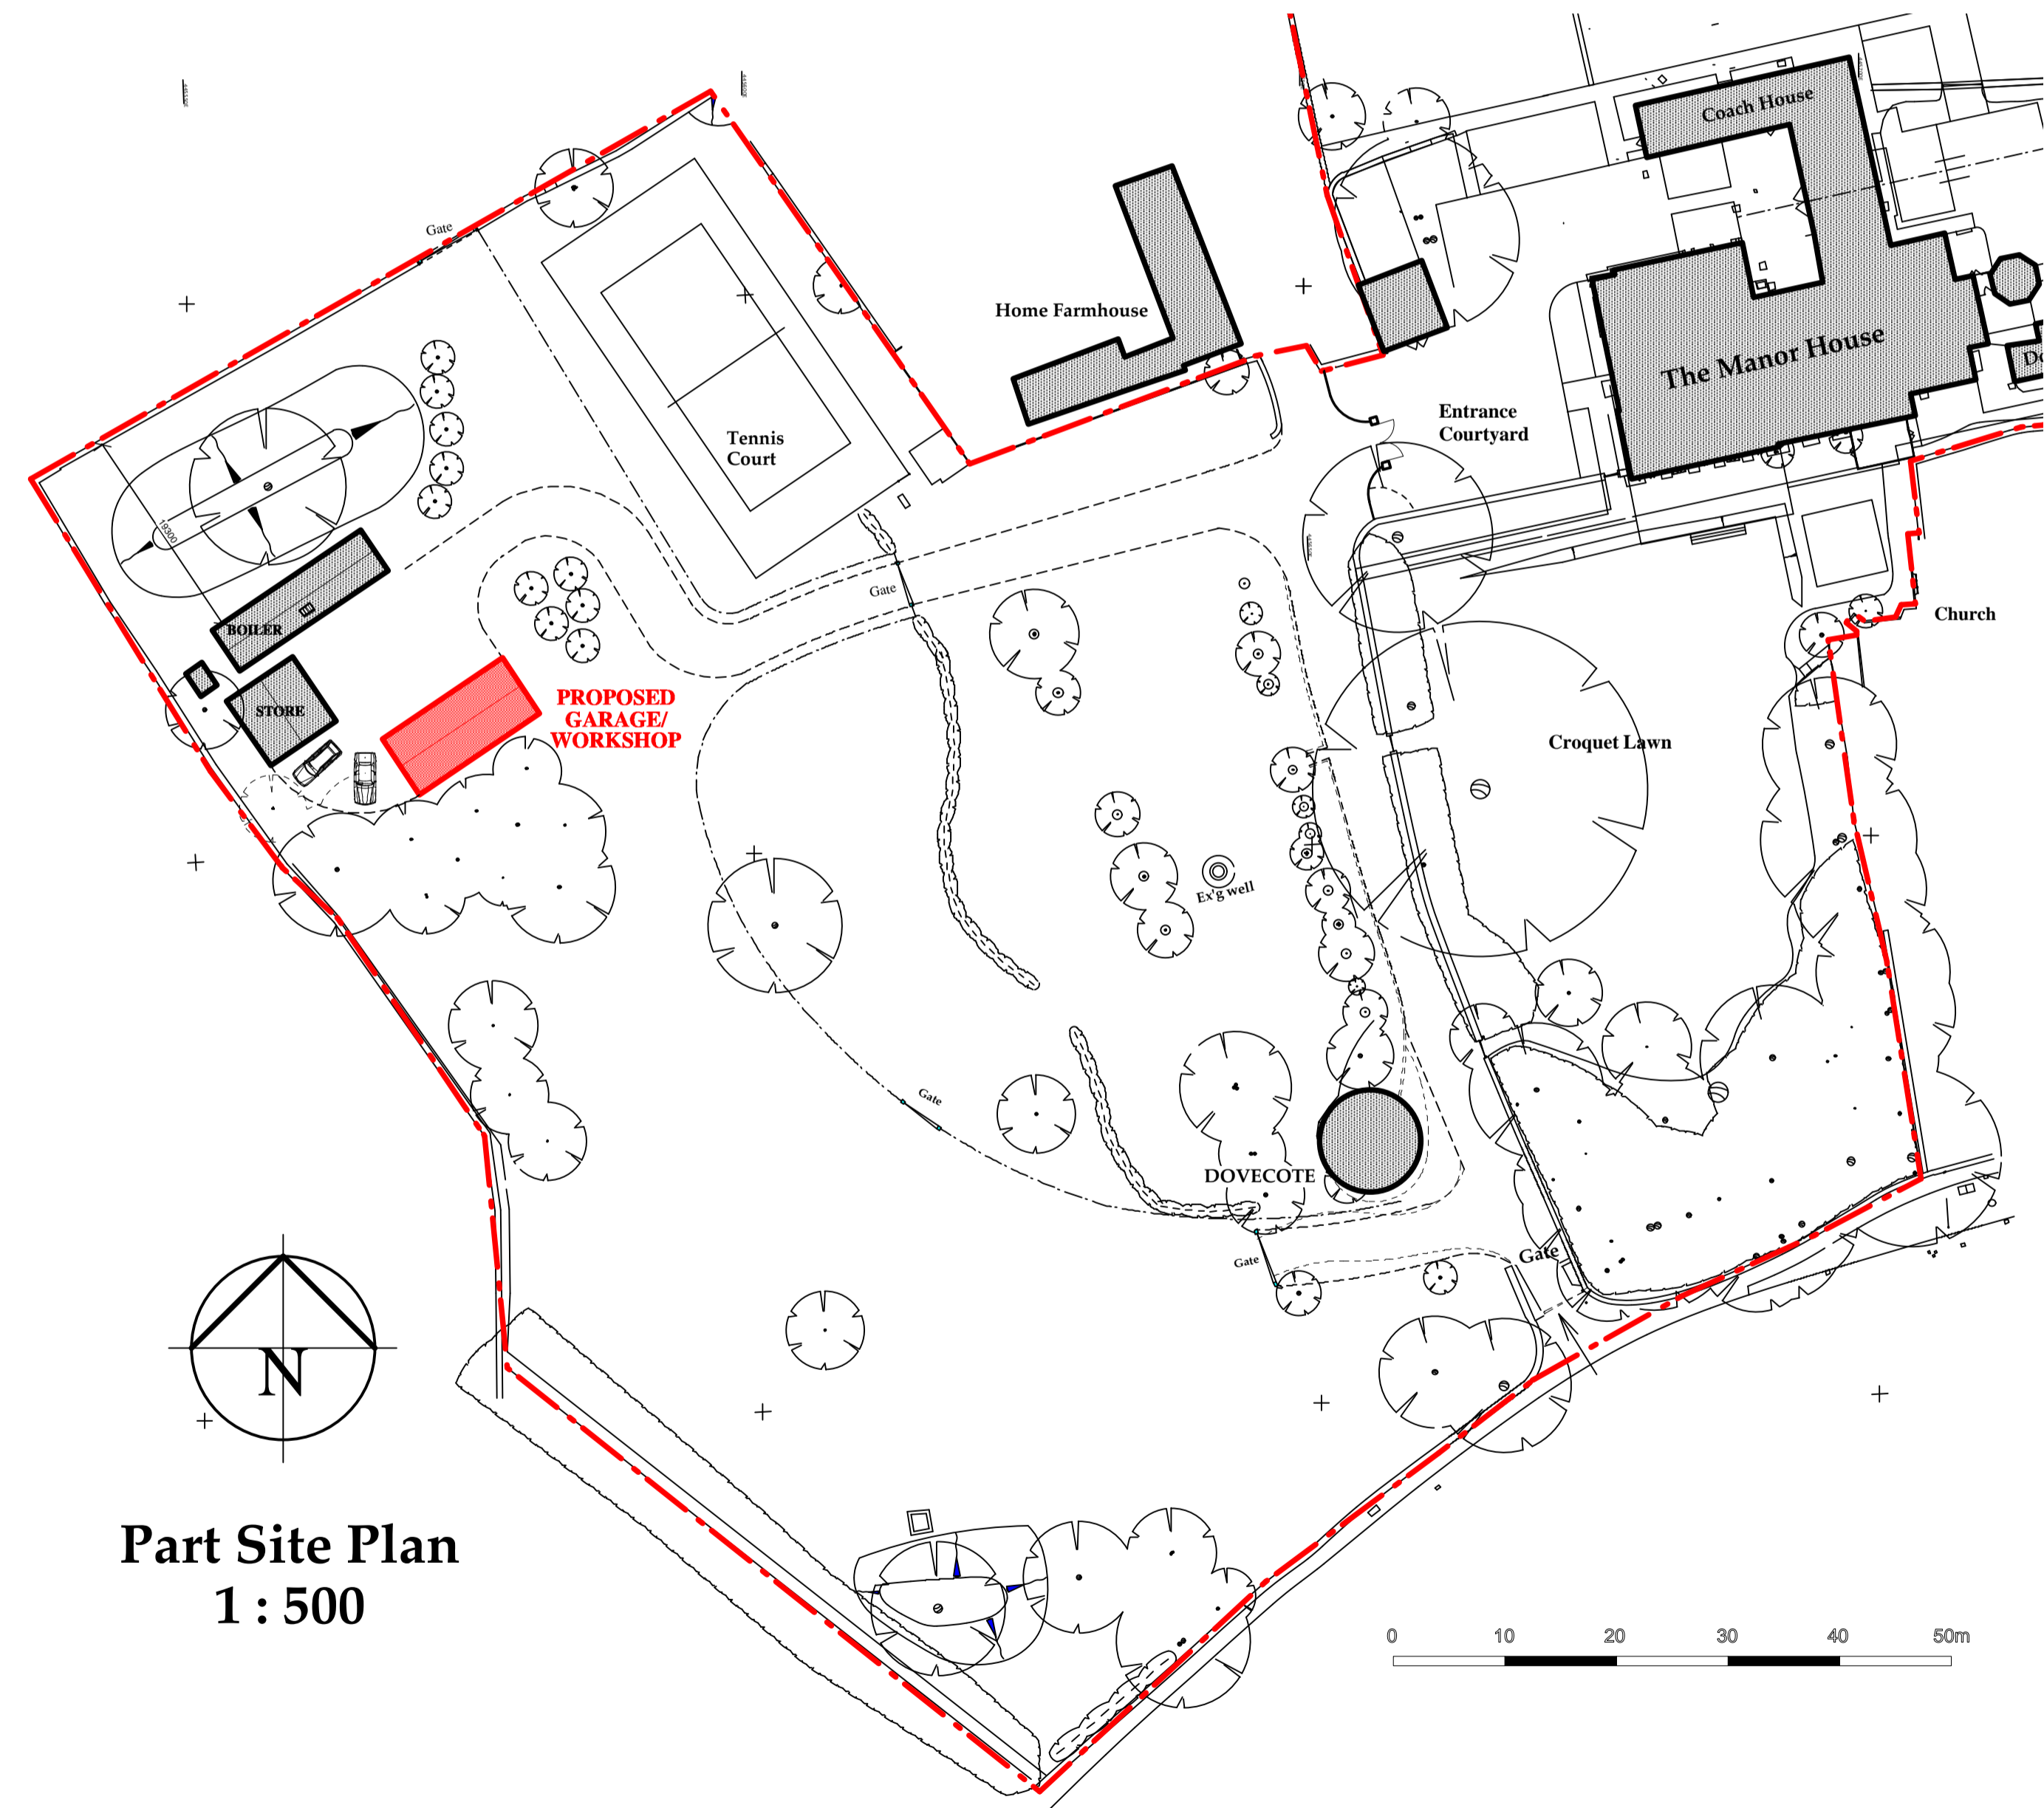 Coach House
Gate
Home Farmhouse
The Manor House
Entrance
Courtyard
Tennis
Court
19300
Gate
BOILER
Church
STORE
PROPOSED
GARAGE/
WORKSHOP
Croquet Lawn
Ex'g well
Gate
DOVECOTE
Gate
Gate
N
Part Site Plan
1 : 500
0 10 20 30 40 50m